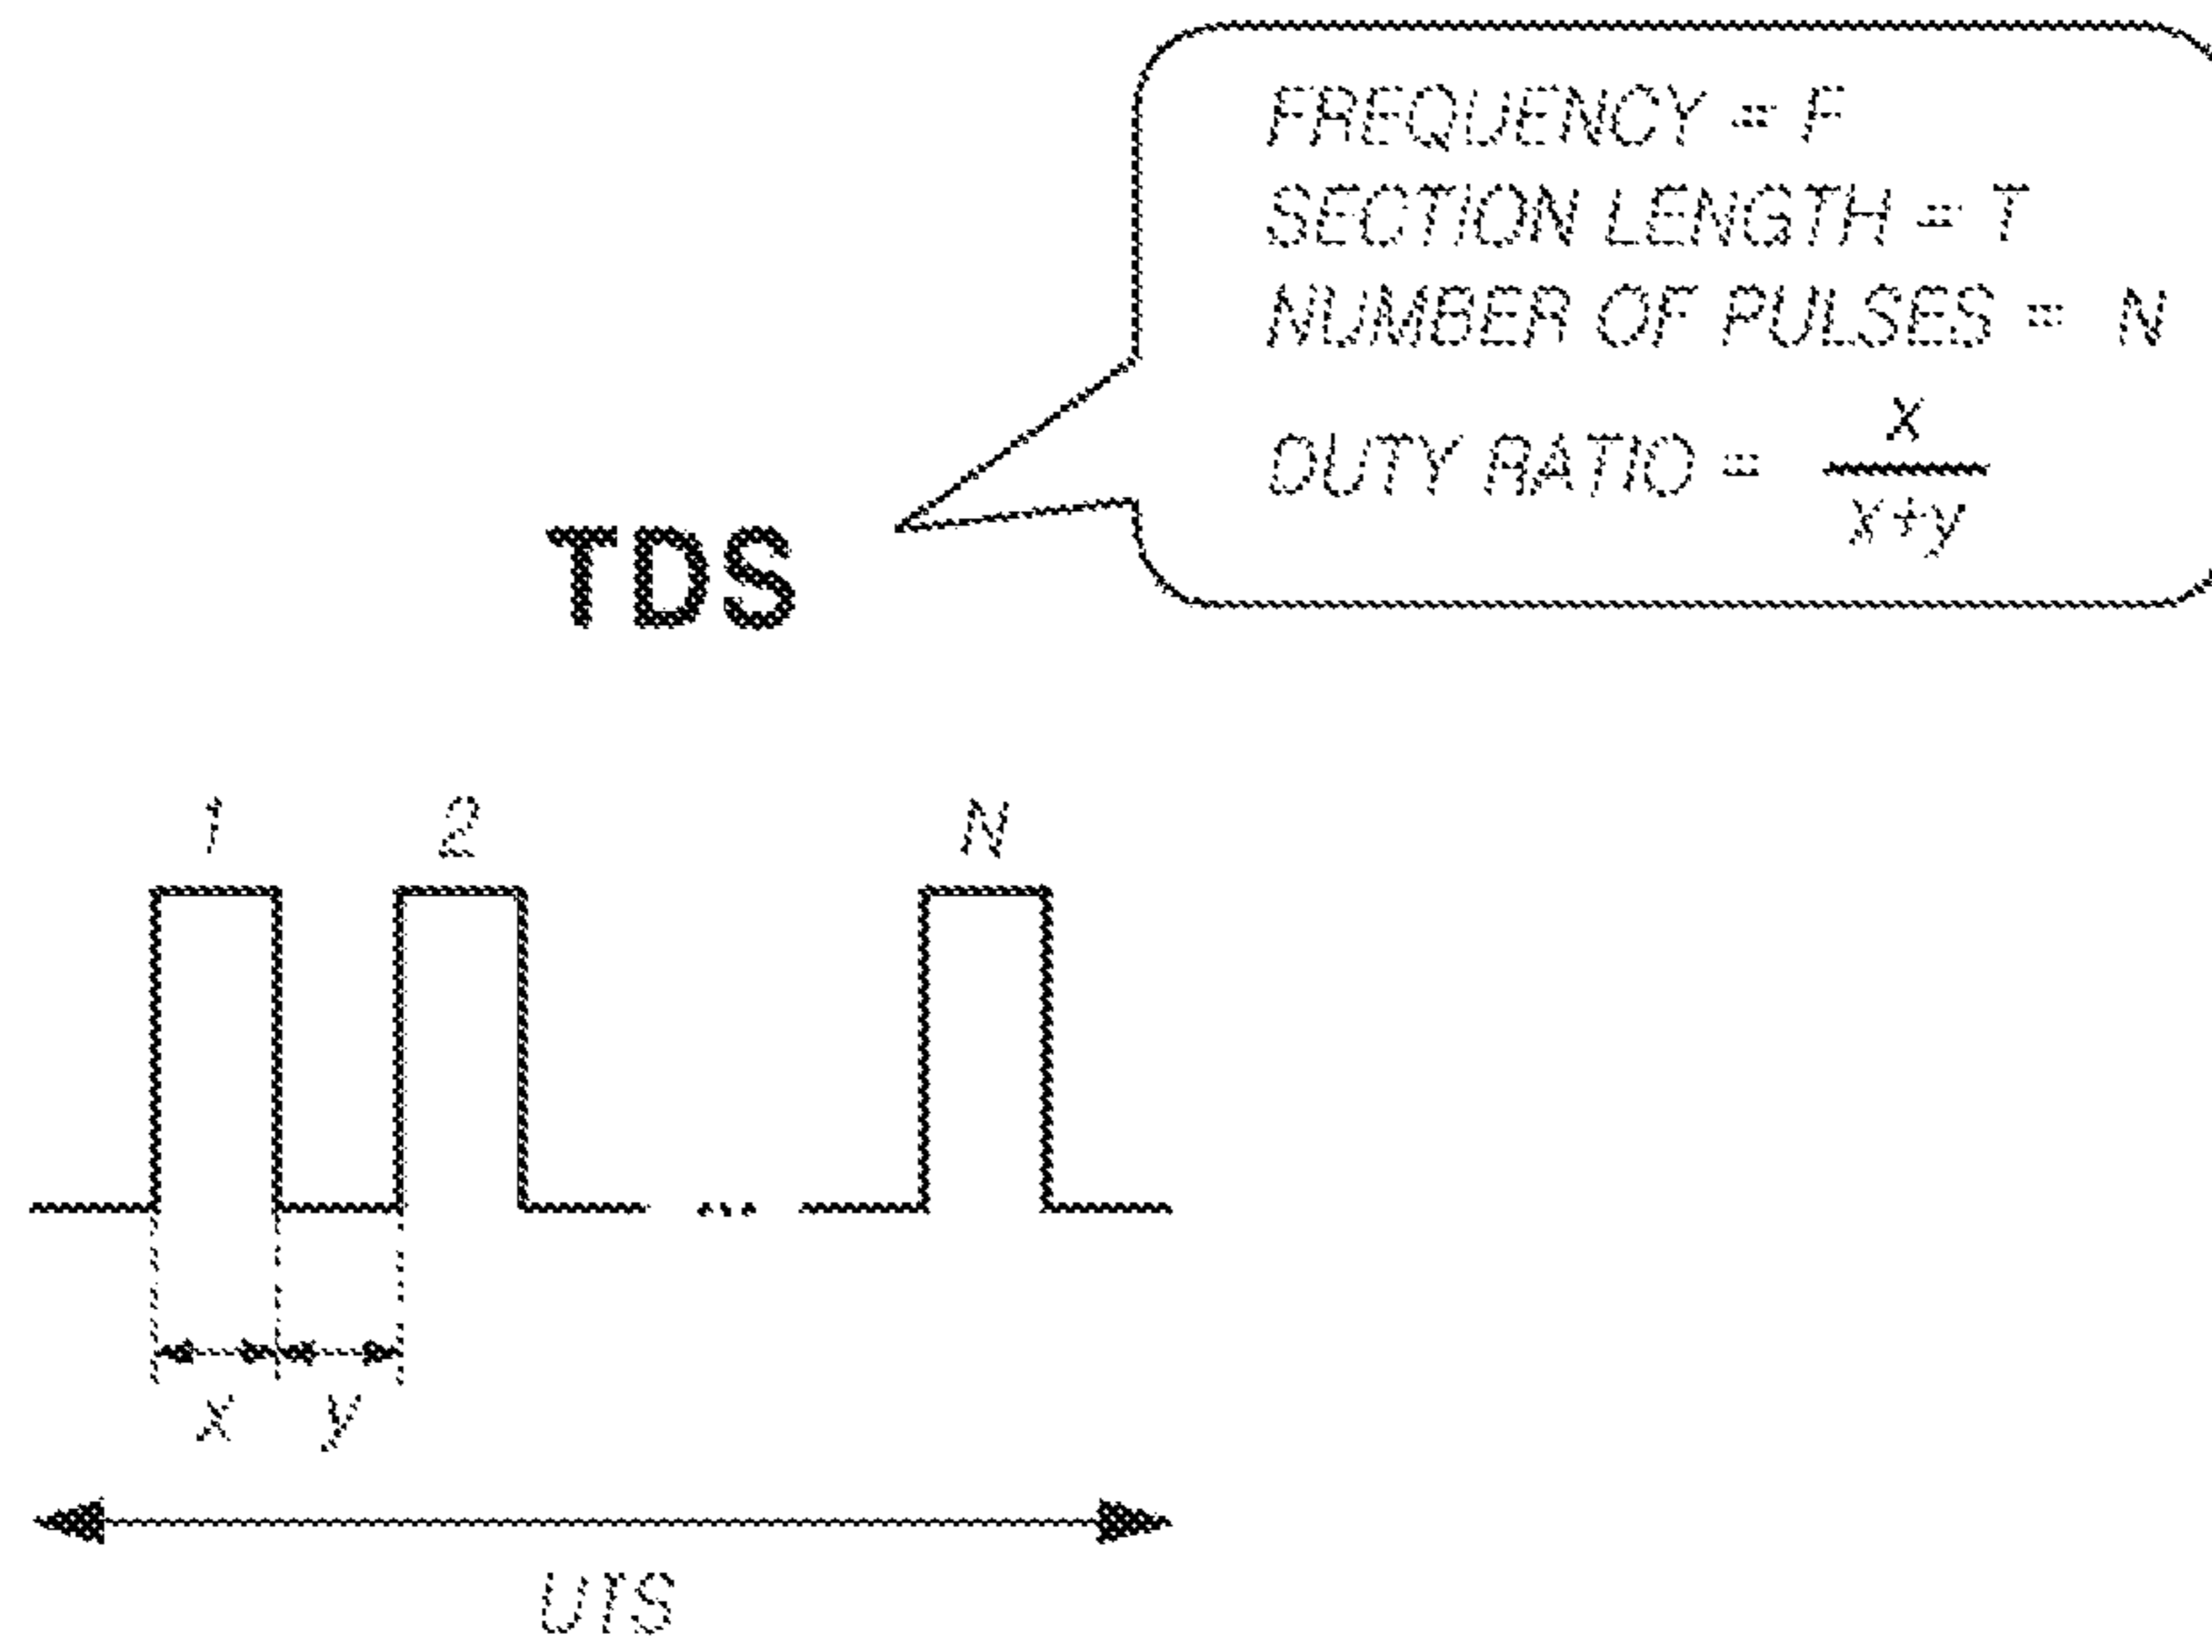 FREQUENCY = F
SECTION LENGTH = T
NUMBER OF PULSES = N
DUTY RATIO = x
x+y
TDS
1 2 N
...
x y
UTS